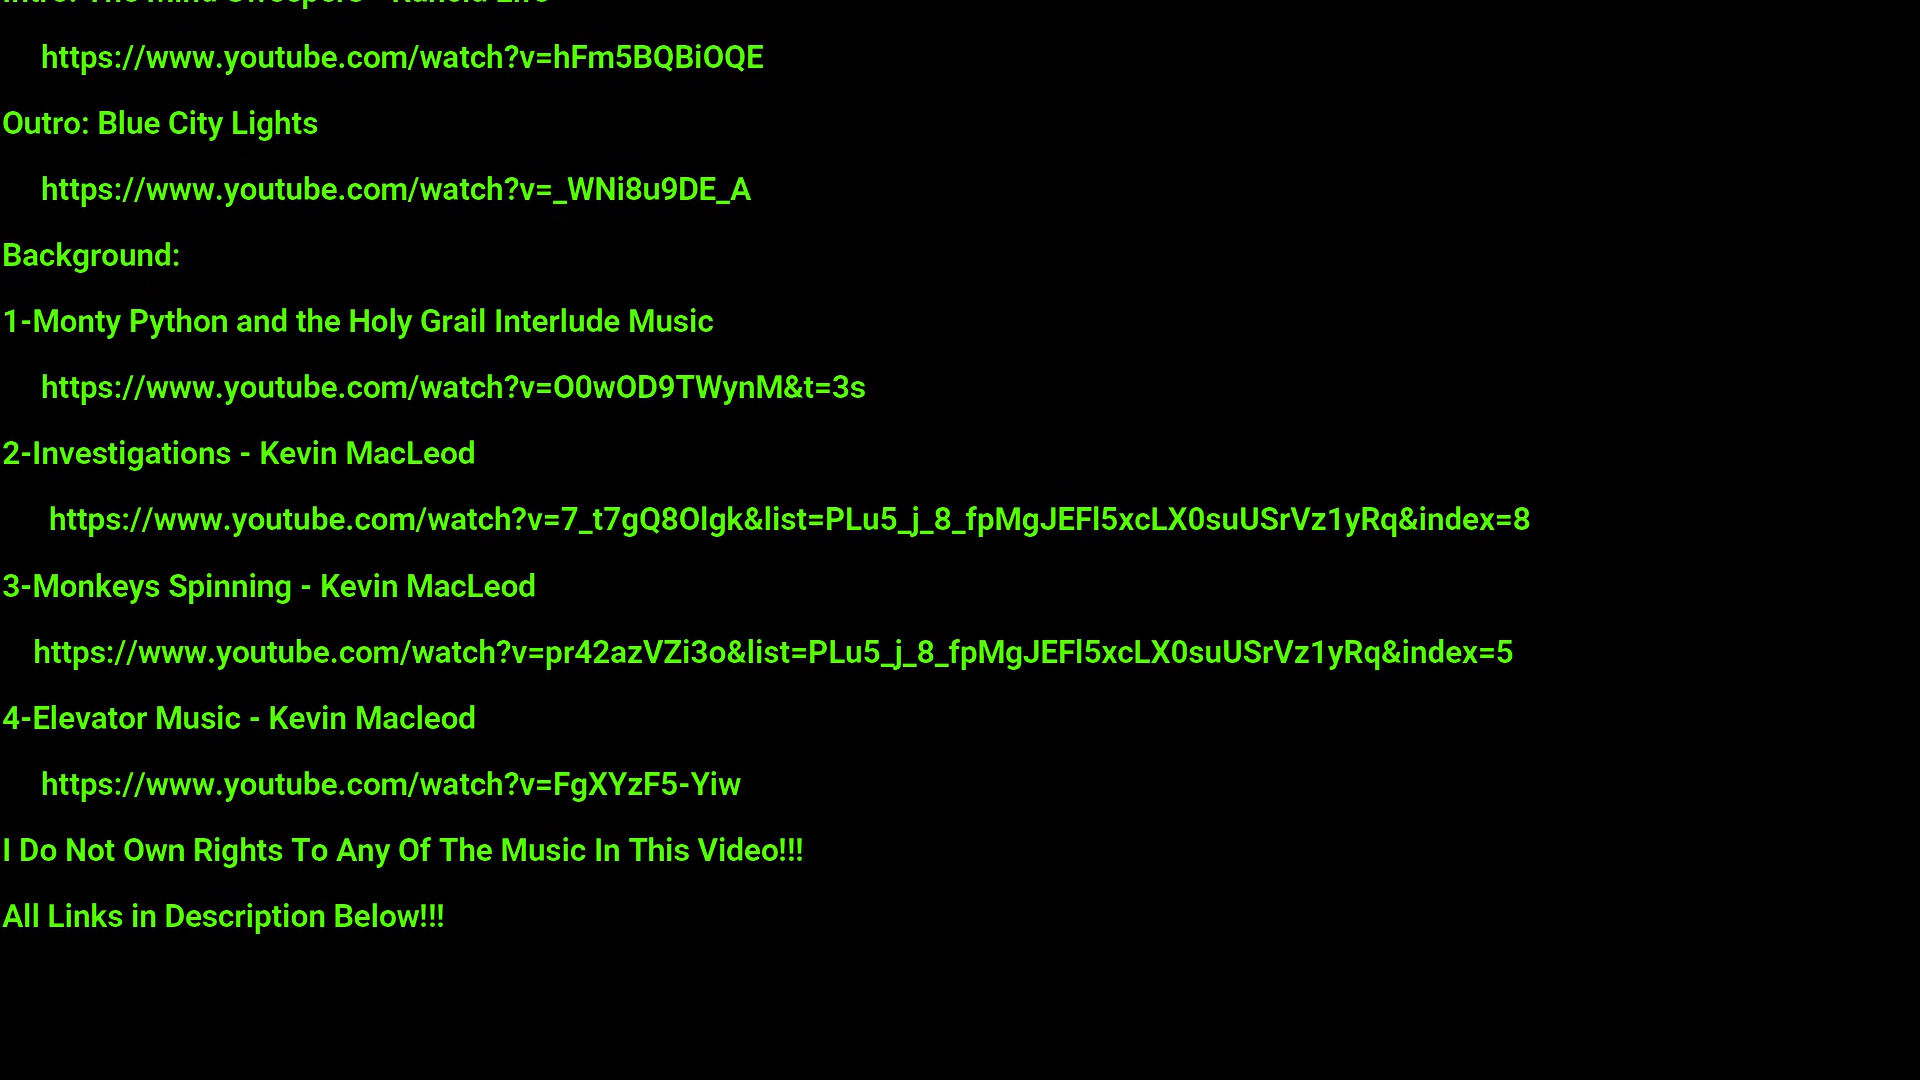 https://www.youtube.com/watch?v=hFm5BQBiOQE
Outro: Blue City Lights
https://www.youtube.com/watch?v=_WNi8u9DE_A
Background:
1-Monty Python and the Holy Grail Interlude Music
https://www.youtube.com/watch?v=O0wOD9TWynM&t=3s
2-Investigations - Kevin MacLeod
https://www.youtube.com/watch?v=7_t7gQ8Olgk&list=PLu5_j_8_fpMgJEFl5xcLX0suUSrVz1yRq&index=8
3-Monkeys Spinning - Kevin MacLeod
https://www.youtube.com/watch?v=pr42azVZi3o&list=PLu5_j_8_fpMgJEFl5xcLX0suUSrVz1yRq&index=5
4-Elevator Music - Kevin Macleod
https://www.youtube.com/watch?v=FgXYzF5-Yiw
I Do Not Own Rights To Any Of The Music In This Video!!!
All Links in Description Below!!!